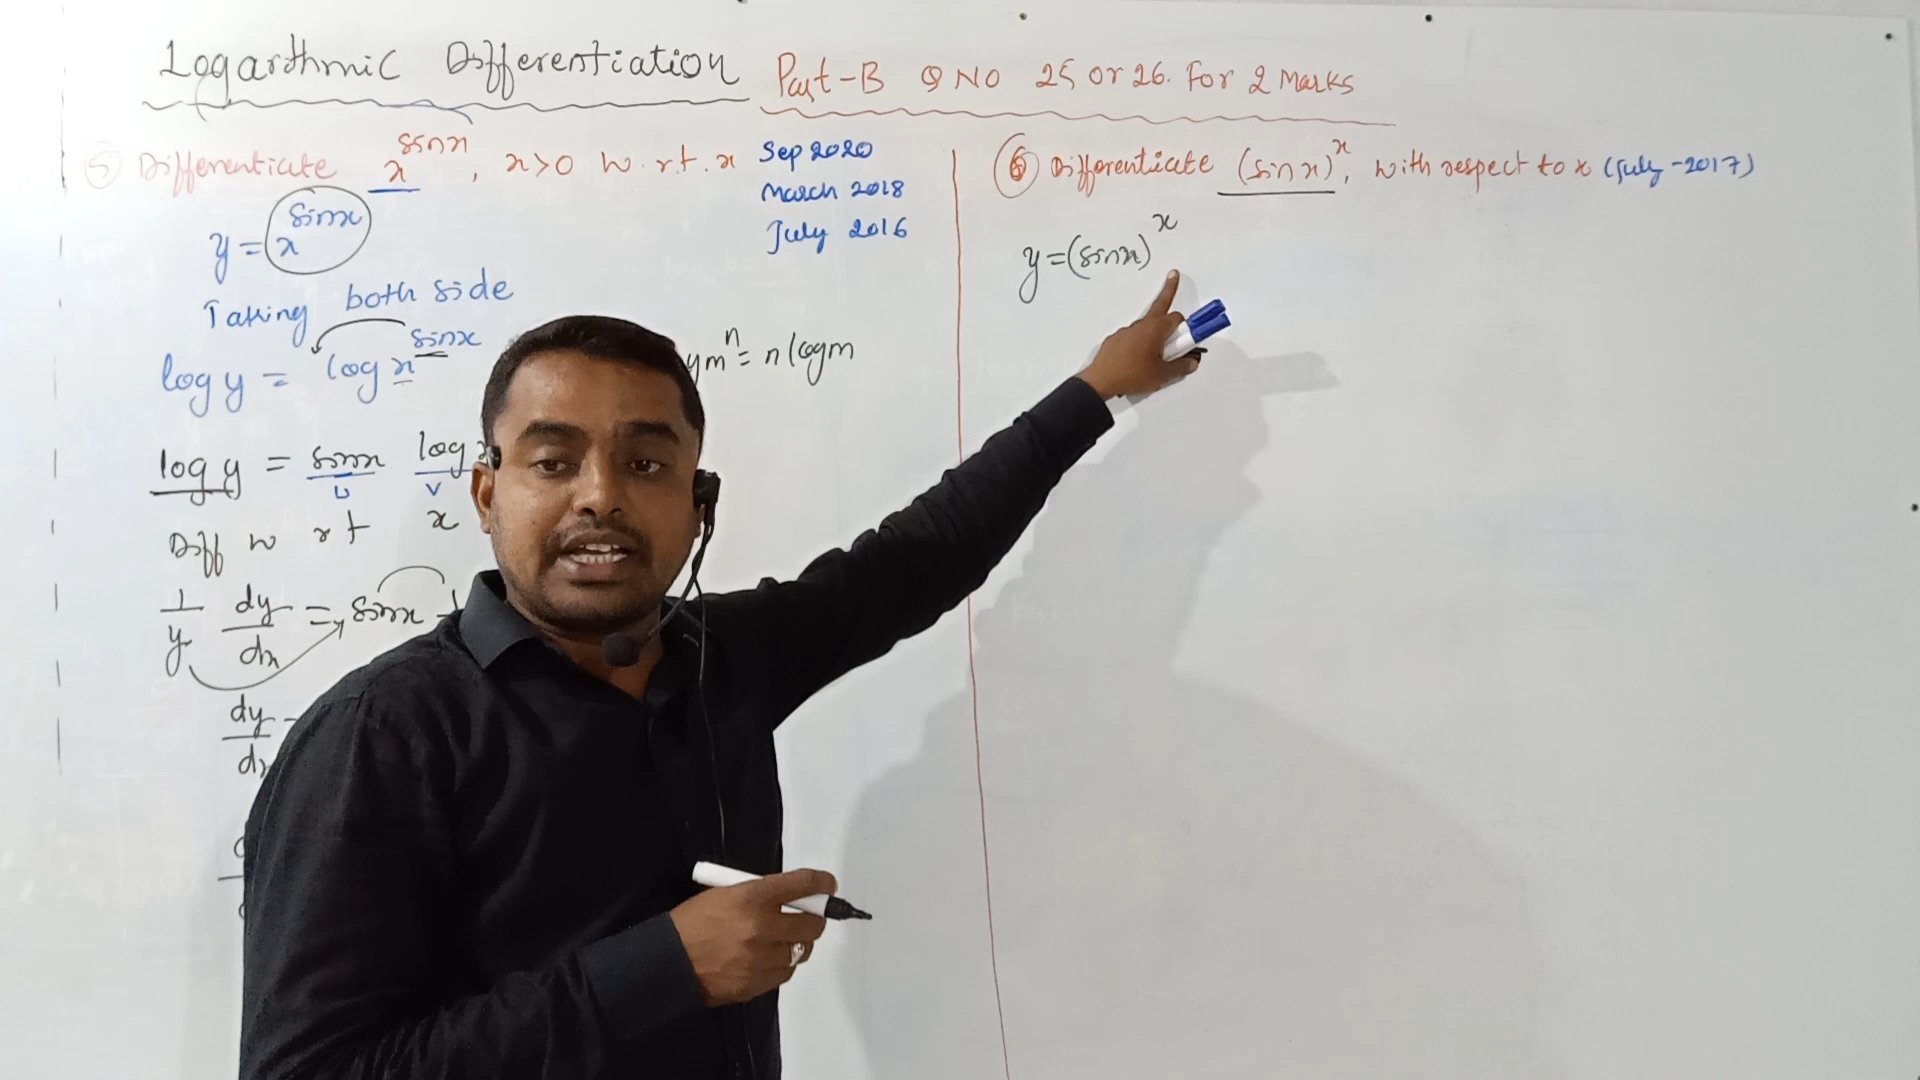 Logarithmic Differentiation Part-B Q NO 25 or 26. For 2 Marks
⑤ Differentiate x^sinx, x>0 w.r.t. x
Sep 2020
March 2018
July 2016
y = x^sinx
Taking both side
log y = log x^sinx
m^n = n logm
log y = sinx log
u v
Diff w r t x
1/y dy/dx = sinx
dy/dx
⑥ Differentiate (sin x)^x, with respect to x (July-2017)
y = (sinx)^x